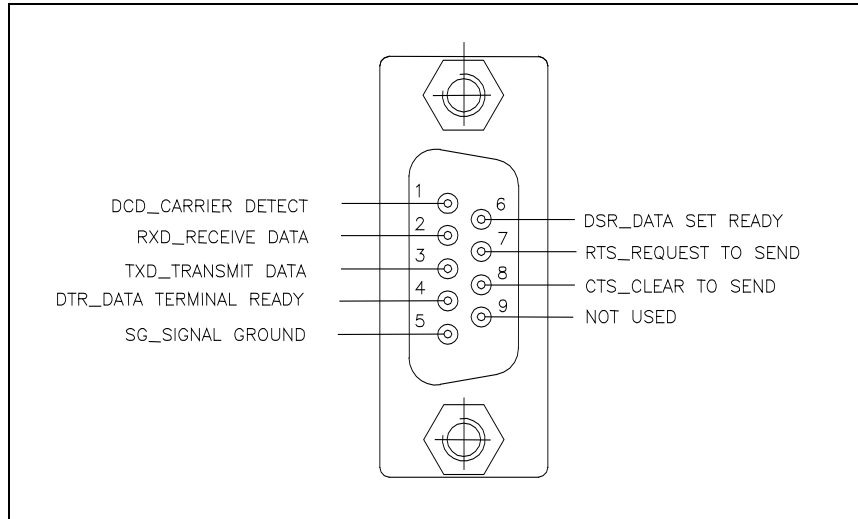 1
DCD_CARRIER DETECT
6
DSR_DATA SET READY
2
RXD_RECEIVE DATA
7
RTS_REQUEST TO SEND
3
TXD_TRANSMIT DATA
8
CTS_CLEAR TO SEND
4
DTR_DATA TERMINAL READY
9
NOT USED
5
SG_SIGNAL GROUND